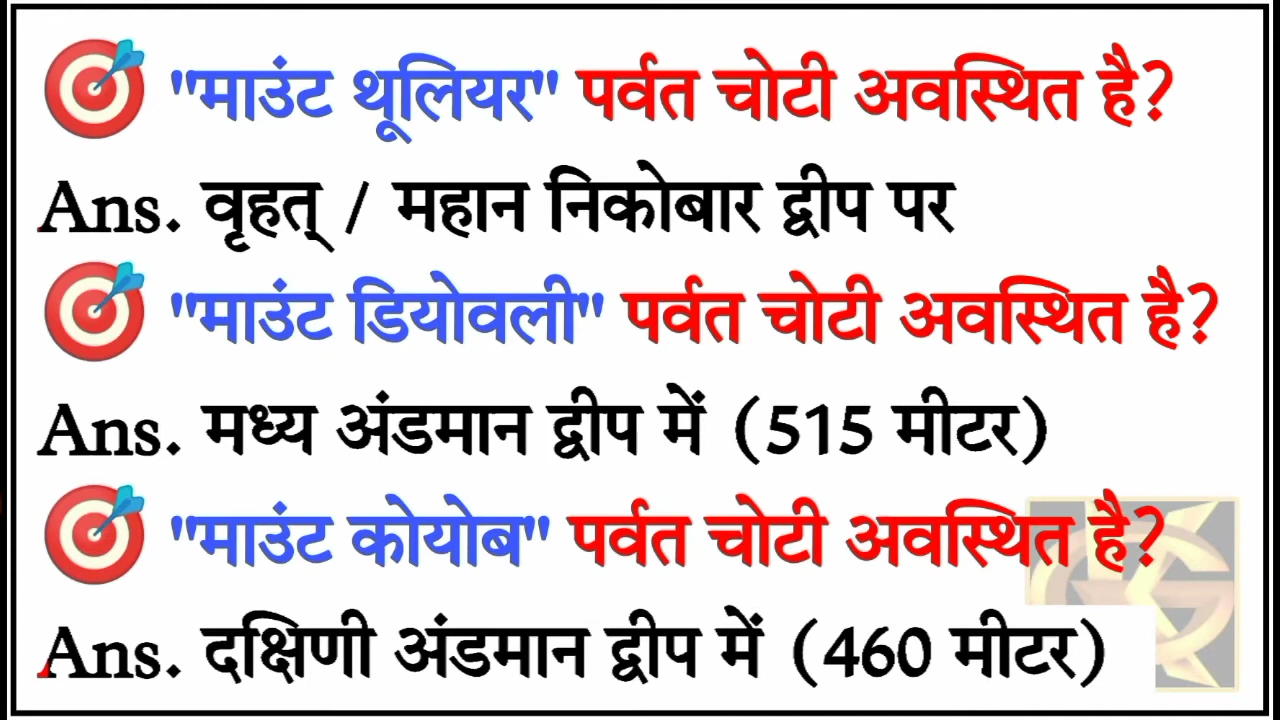 "माउंट थूलियर" पर्वत चोटी अवस्थित है?
Ans. वृहत् / महान निकोबार द्वीप पर
"माउंट डियोवली" पर्वत चोटी अवस्थित है?
Ans. मध्य अंडमान द्वीप में (515 मीटर)
"माउंट कोयोब" पर्वत चोटी अवस्थित है?
Ans. दक्षिणी अंडमान द्वीप में (460 मीटर)